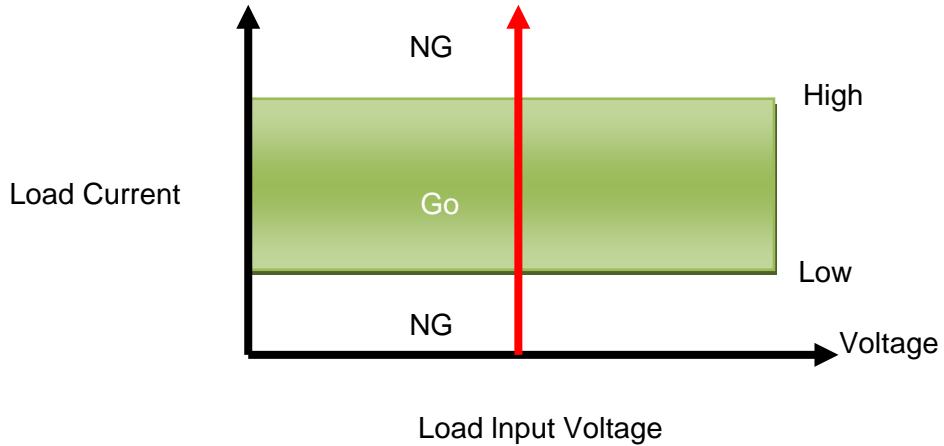 NG
High
Load Current
Go
Low
NG
Voltage
Load Input Voltage